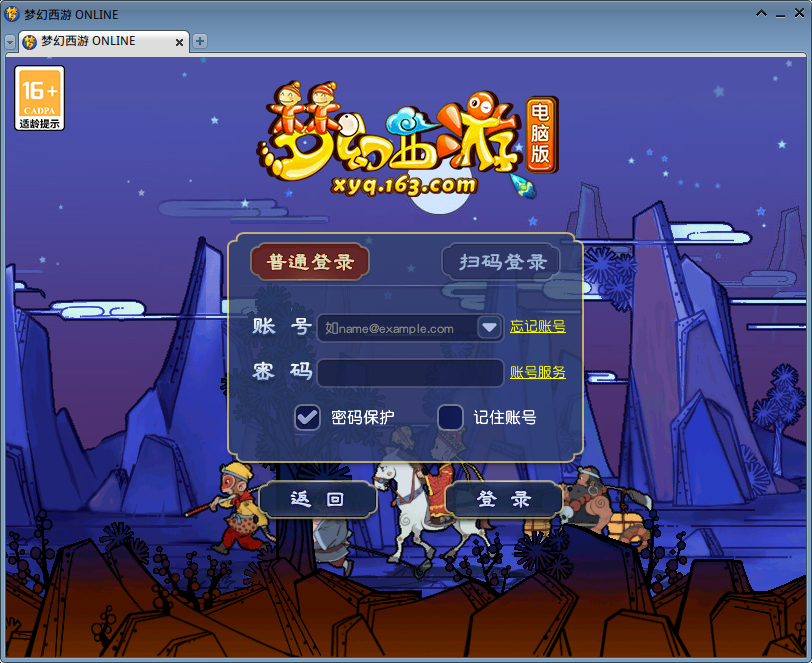 梦幻西游 ONLINE
梦幻西游 ONLINE
16+
CADPA
适龄提示
梦幻西游
电脑版
xyq.163.com
普通登录
扫码登录
账 号
如name@example.com
忘记账号
密 码
账号服务
密码保护
记住账号
返 回
登 录